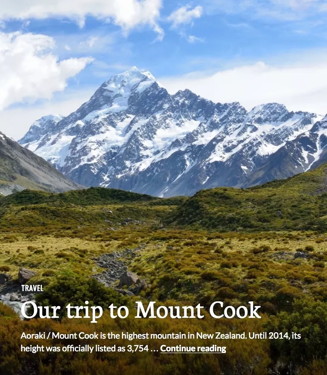 TRAVEL
Our trip to Mount Cook
Aoraki / Mount Cook is the highest mountain in New Zealand. Until 2014, its
height was officially listed as 3,754 … Continue reading